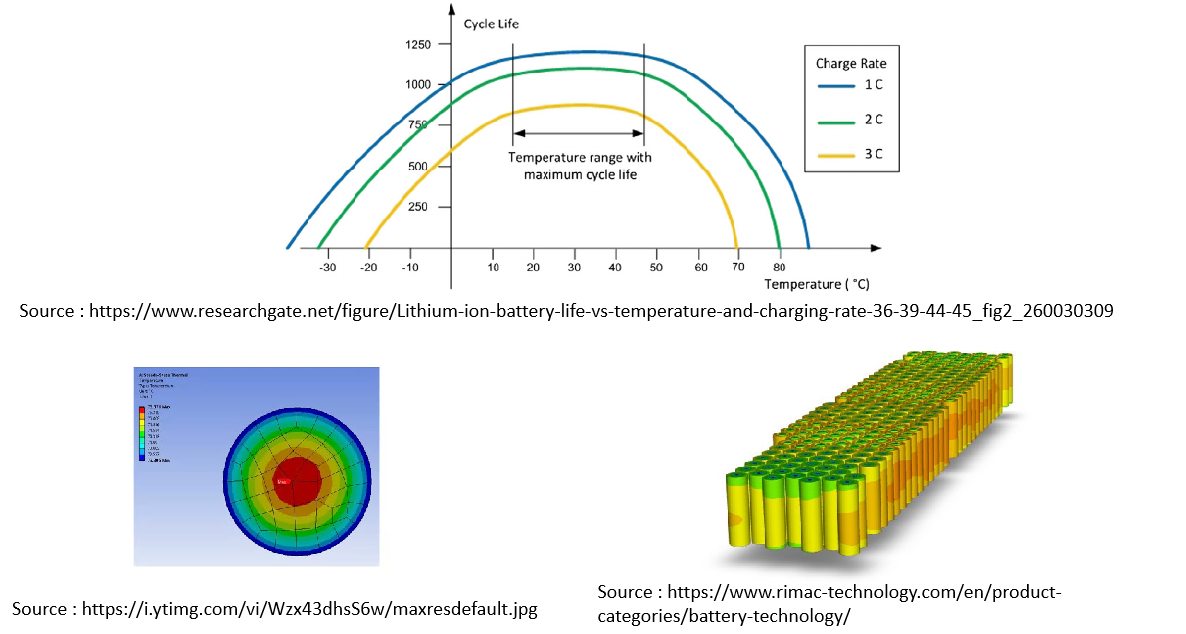 Cycle Life
1250
1000
750
500
250
Temperature range with
maximum cycle life
-30 -20 -10 10 20 30 40 50 60 70 80
Temperature ( °C)
Charge Rate
1 C
2 C
3 C
Source : https://www.researchgate.net/figure/Lithium-ion-battery-life-vs-temperature-and-charging-rate-36-39-44-45_fig2_260030309
Max
Source : https://i.ytimg.com/vi/Wzx43dhsS6w/maxresdefault.jpg
Source : https://www.rimac-technology.com/en/product-
categories/battery-technology/